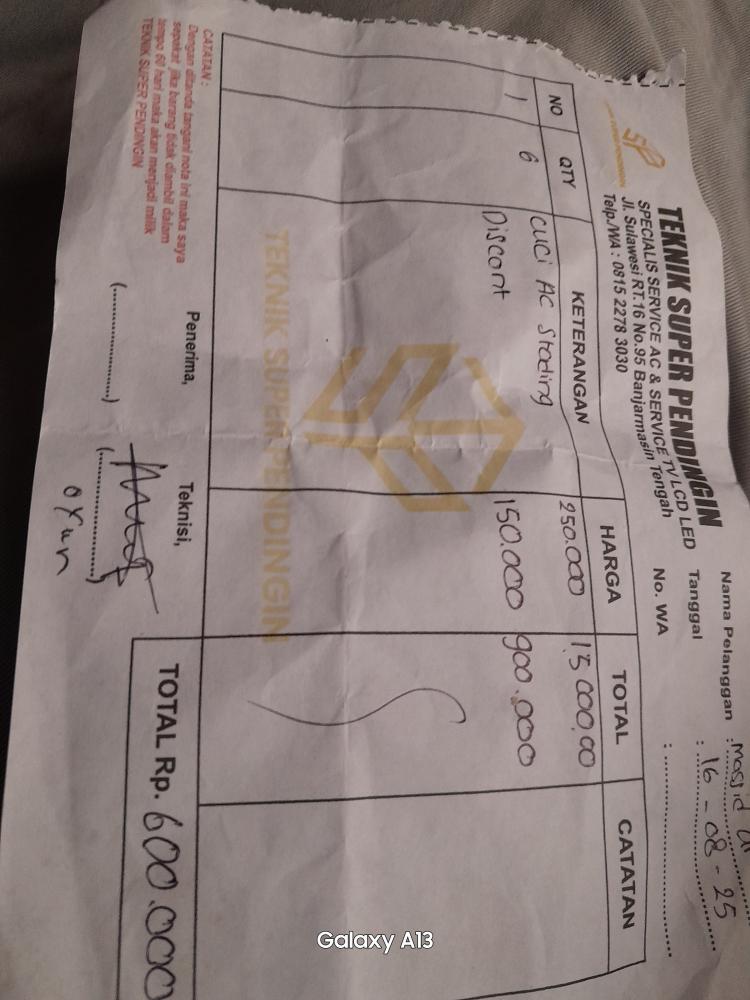 TEKNIK SUPER PENDINGIN
SPECIALIS SERVICE AC & SERVICE TV LCD LED
Jl. Sulawesi RT.16 No.95 Banjarmasin Tengah
Telp./WA : 0815 2278 3030
Nama Pelanggan : Masjid
Tanggal : 16 - 08 - 25
No. WA :
NO QTY KETERANGAN HARGA TOTAL CATATAN
1 6 CUCI AC Stading 250.000 1.500.000
Discont 150.000 900.000
TEKNIK SUPER PENDINGIN
TOTAL Rp. 600.000
Penerima, Teknisi,
(....................) (....................)
CATATAN :
Dengan ditanda tangani nota ini maka saya
sepakat jika barang tidak diambil dalam
tempo 60 hari maka akan menjadi milik
TEKNIK SUPER PENDINGIN
Galaxy A13